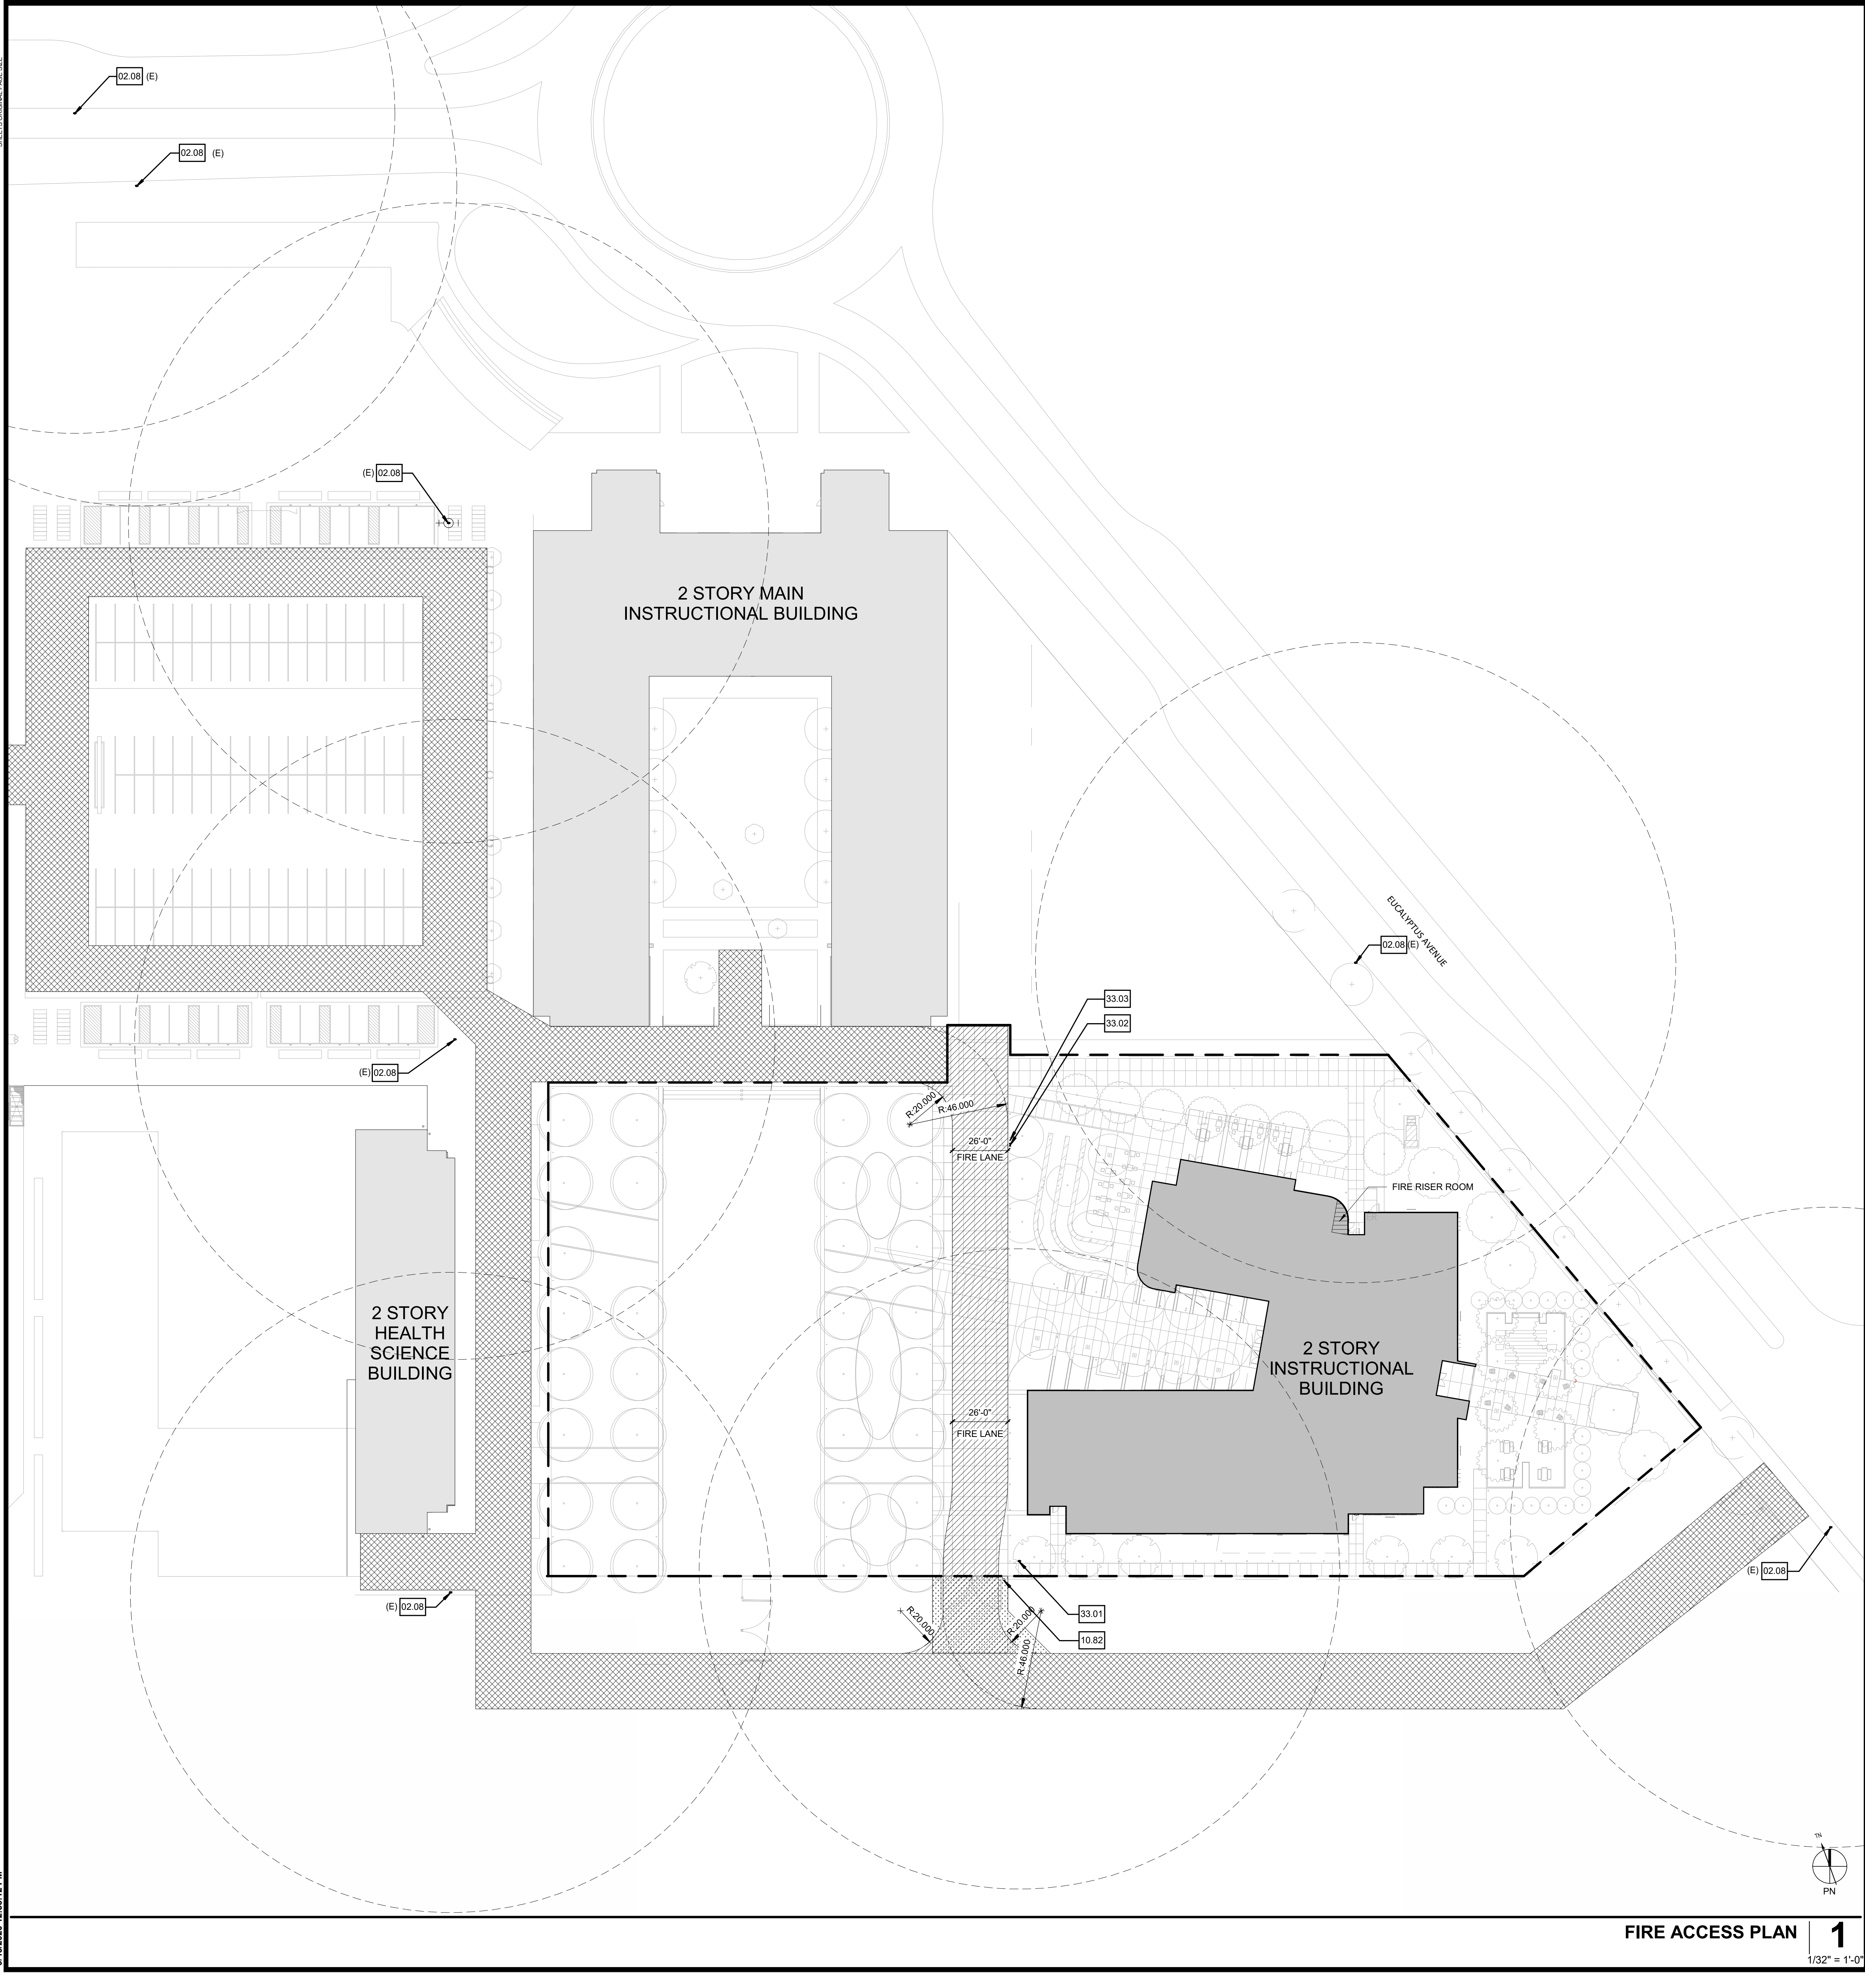 02.08 (E)
02.08 (E)
(E) 02.08
2 STORY MAIN
INSTRUCTIONAL BUILDING
EUCALYPTUS AVENUE
02.08 (E)
33.03
33.02
(E) 02.08
R:20.000
R:46.000
26'-0"
FIRE LANE
FIRE RISER ROOM
2 STORY
HEALTH
SCIENCE
BUILDING
2 STORY
INSTRUCTIONAL
BUILDING
26'-0"
FIRE LANE
(E) 02.08
(E) 02.08
R:20.000
R:20.000
R:46.000
33.01
10.82
TN
PN
FIRE ACCESS PLAN
1
1/32" = 1'-0"